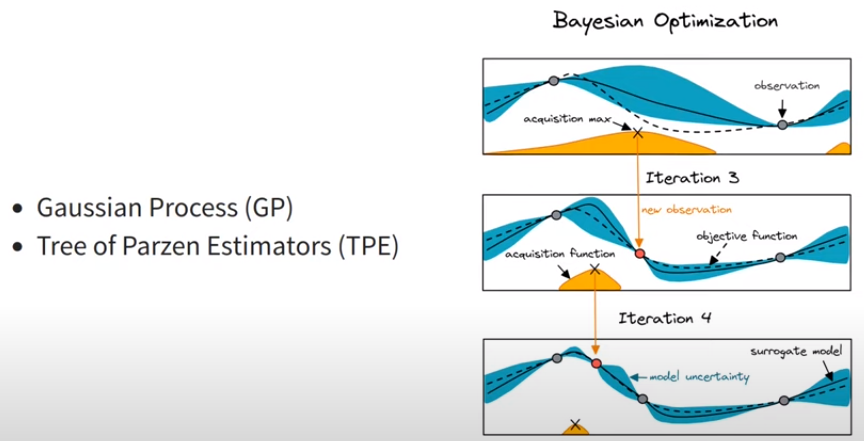 Bayesian Optimization
observation
acquisition max
Iteration 3
• Gaussian Process (GP)
• Tree of Parzen Estimators (TPE)
new observation
objective function
acquisition function
Iteration 4
surrogate model
model uncertainty